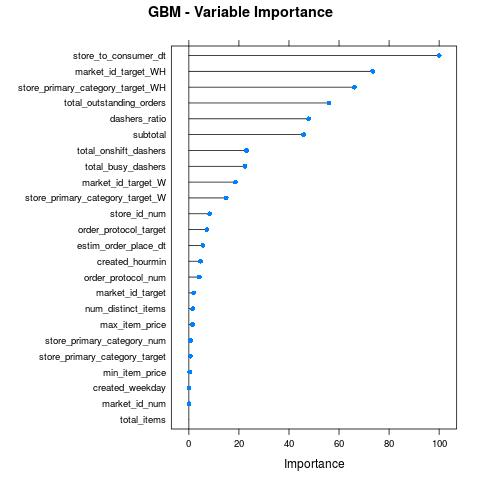 GBM - Variable Importance
store_to_consumer_dt
market_id_target_WH
store_primary_category_target_WH
total_outstanding_orders
dashers_ratio
subtotal
total_onshift_dashers
total_busy_dashers
market_id_target_W
store_primary_category_target_W
store_id_num
order_protocol_target
estim_order_place_dt
created_hourmin
order_protocol_num
market_id_target
num_distinct_items
max_item_price
store_primary_category_num
store_primary_category_target
min_item_price
created_weekday
market_id_num
total_items
0 20 40 60 80 100
Importance